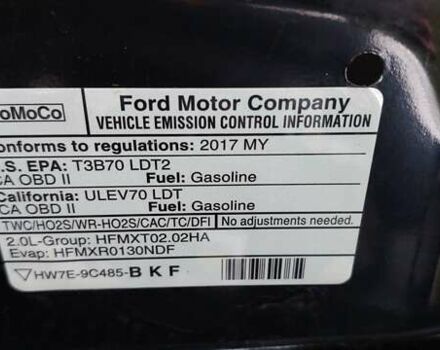 oMoCo
Ford Motor Company
VEHICLE EMISSION CONTROL INFORMATION
onforms to regulations: 2017 MY
.S. EPA: T3B70 LDT2
CA OBD II Fuel: Gasoline
California: ULEV70 LDT
CA OBD II Fuel: Gasoline
TWC/HO2S/WR-HO2S/CAC/TC/DFI No adjustments needed.
2.0L-Group: HFMXT02.02HA
Evap: HFMXR0130NDF
HW7E-9C485-B K F